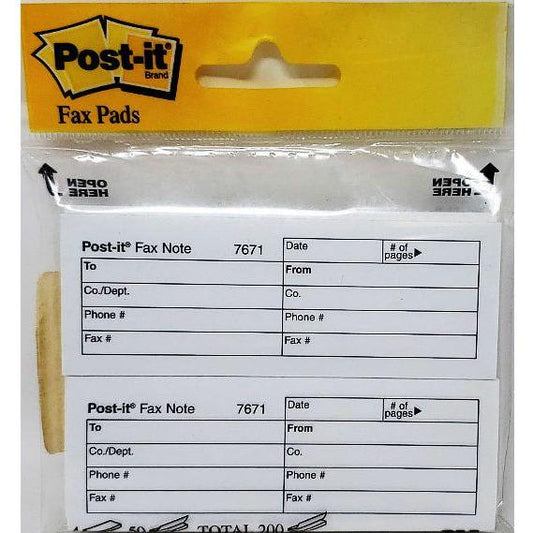 Post-it®
Brand
Fax Pads
OPEN HERE
OPEN HERE
Post-it® Fax Note 7671 Date # of pages▶
To From
Co./Dept. Co.
Phone # Phone #
Fax # Fax #
Post-it® Fax Note 7671 Date # of pages▶
To From
Co./Dept. Co.
Phone # Phone #
Fax # Fax #
50 TOTAL 200